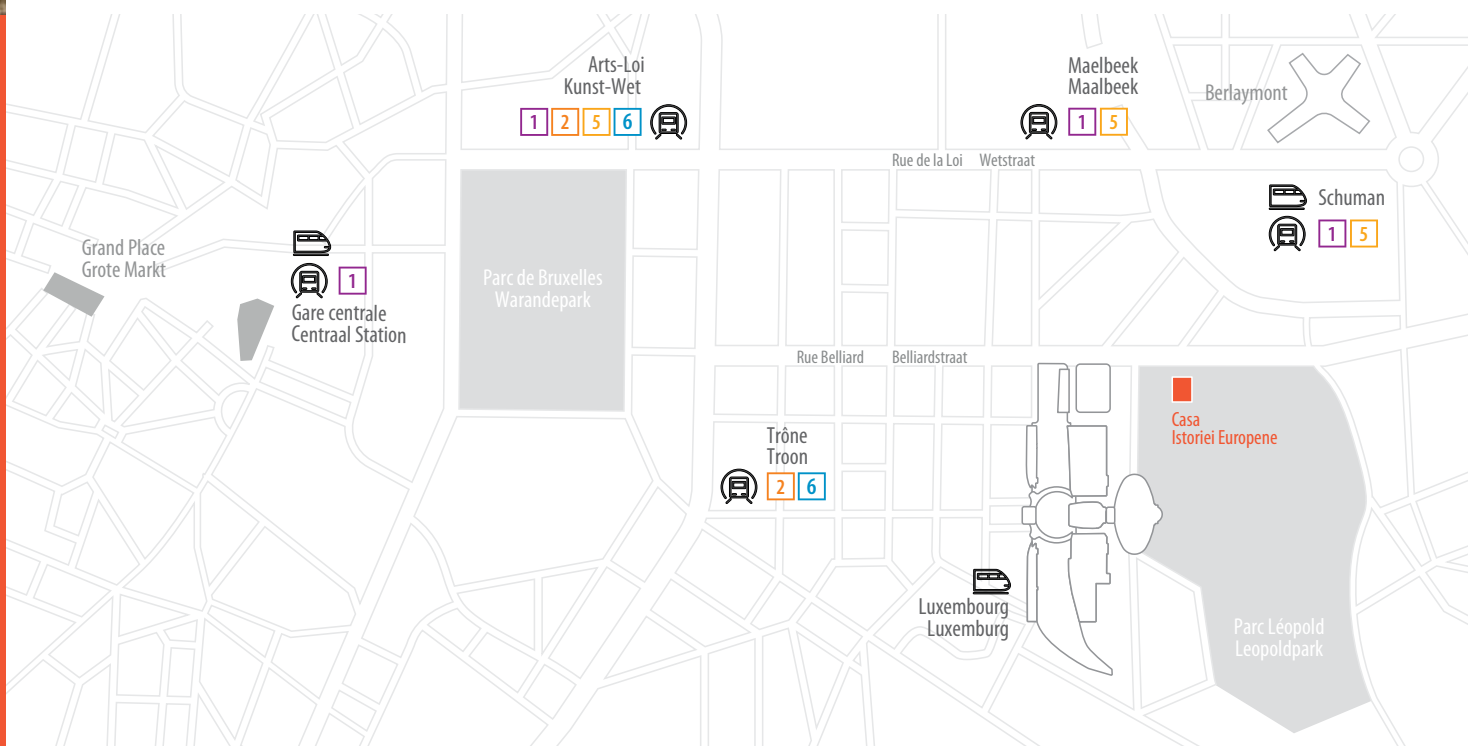 Arts-Loi
Kunst-Wet
1 2 5 6
Maelbeek
Maalbeek
1 5
Berlaymont
Rue de la Loi Wetstraat
Schuman
1 5
Grand Place
Grote Markt
1
Gare centrale
Centraal Station
Parc de Bruxelles
Warandepark
Rue Belliard Belliardstraat
Casa
Istoriei Europene
Trône
Troon
2 6
Luxembourg
Luxemburg
Parc Léopold
Leopoldpark